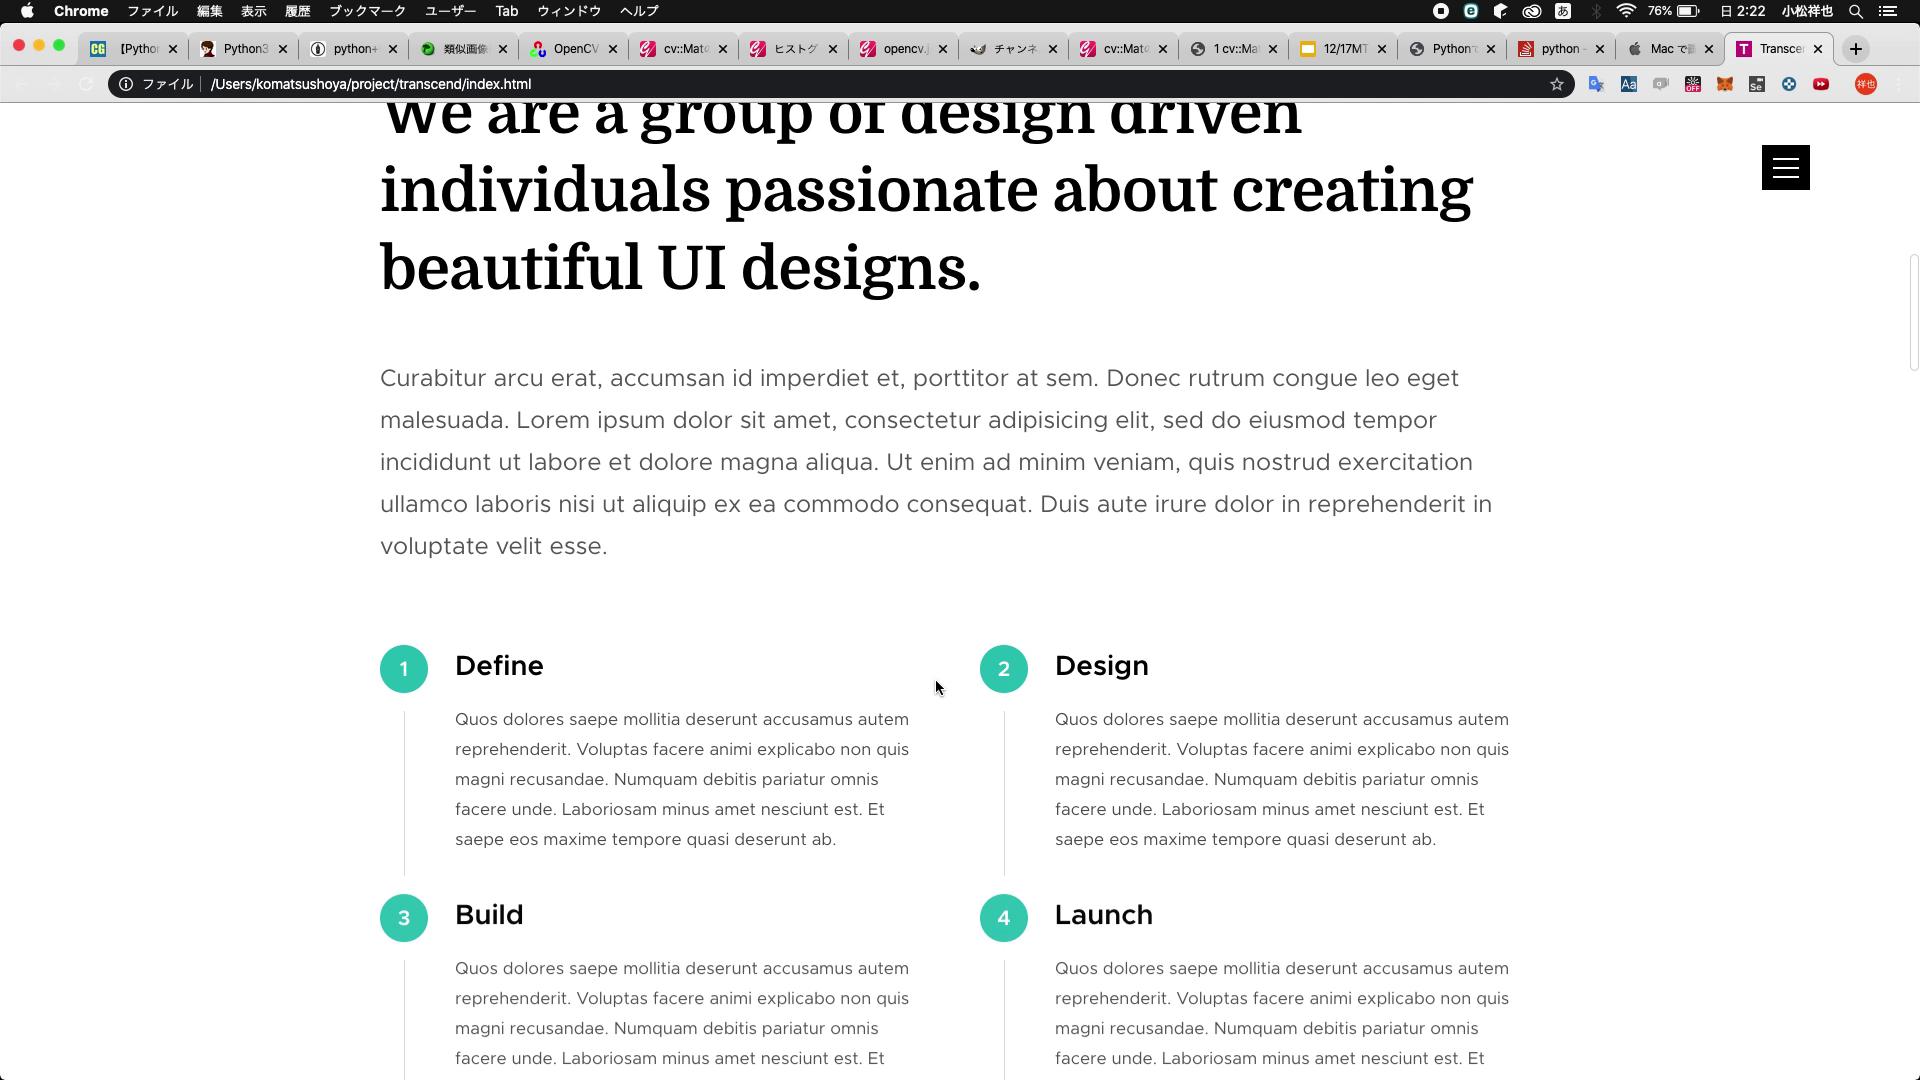 Chrome ファイル 編集 表示 履歴 ブックマーク ユーザー Tab ウィンドウ ヘルプ あ 76% 日 2:22 小松祥也
CG 【Pytho Python3 python+ 類似画像 OpenCV cv::Mat ヒストグ opencv.j チャンネ cv::Mat 1 cv::Ma 12/17MT Python python - Mac で T Transcen
ファイル /Users/komatsushoya/project/transcend/index.html Aa OFF Se 祥也
We are a group of design driven
individuals passionate about creating
beautiful UI designs.
Curabitur arcu erat, accumsan id imperdiet et, porttitor at sem. Donec rutrum congue leo eget
malesuada. Lorem ipsum dolor sit amet, consectetur adipisicing elit, sed do eiusmod tempor
incididunt ut labore et dolore magna aliqua. Ut enim ad minim veniam, quis nostrud exercitation
ullamco laboris nisi ut aliquip ex ea commodo consequat. Duis aute irure dolor in reprehenderit in
voluptate velit esse.
1 Define
Quos dolores saepe mollitia deserunt accusamus autem
reprehenderit. Voluptas facere animi explicabo non quis
magni recusandae. Numquam debitis pariatur omnis
facere unde. Laboriosam minus amet nesciunt est. Et
saepe eos maxime tempore quasi deserunt ab.
2 Design
Quos dolores saepe mollitia deserunt accusamus autem
reprehenderit. Voluptas facere animi explicabo non quis
magni recusandae. Numquam debitis pariatur omnis
facere unde. Laboriosam minus amet nesciunt est. Et
saepe eos maxime tempore quasi deserunt ab.
3 Build
Quos dolores saepe mollitia deserunt accusamus autem
reprehenderit. Voluptas facere animi explicabo non quis
magni recusandae. Numquam debitis pariatur omnis
facere unde. Laboriosam minus amet nesciunt est. Et
4 Launch
Quos dolores saepe mollitia deserunt accusamus autem
reprehenderit. Voluptas facere animi explicabo non quis
magni recusandae. Numquam debitis pariatur omnis
facere unde. Laboriosam minus amet nesciunt est. Et